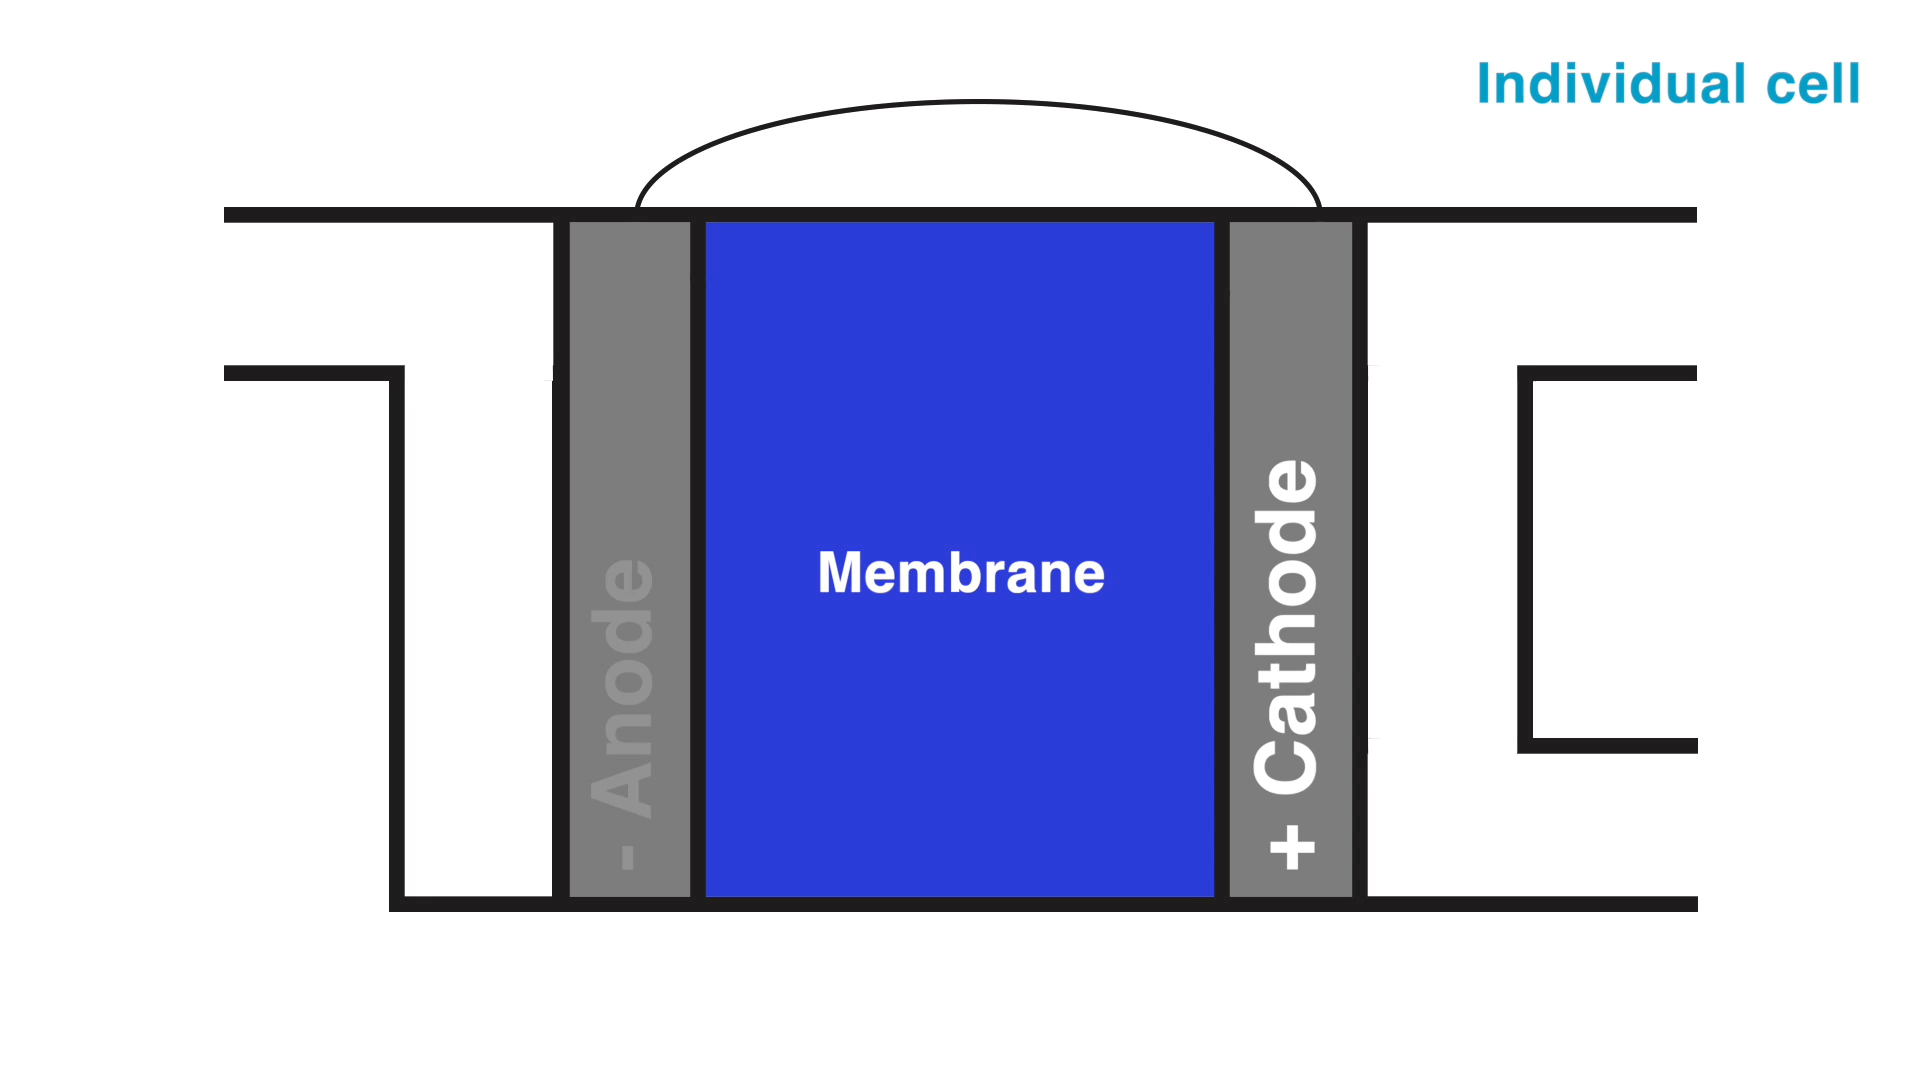 Individual cell
- Anode
Membrane
+ Cathode